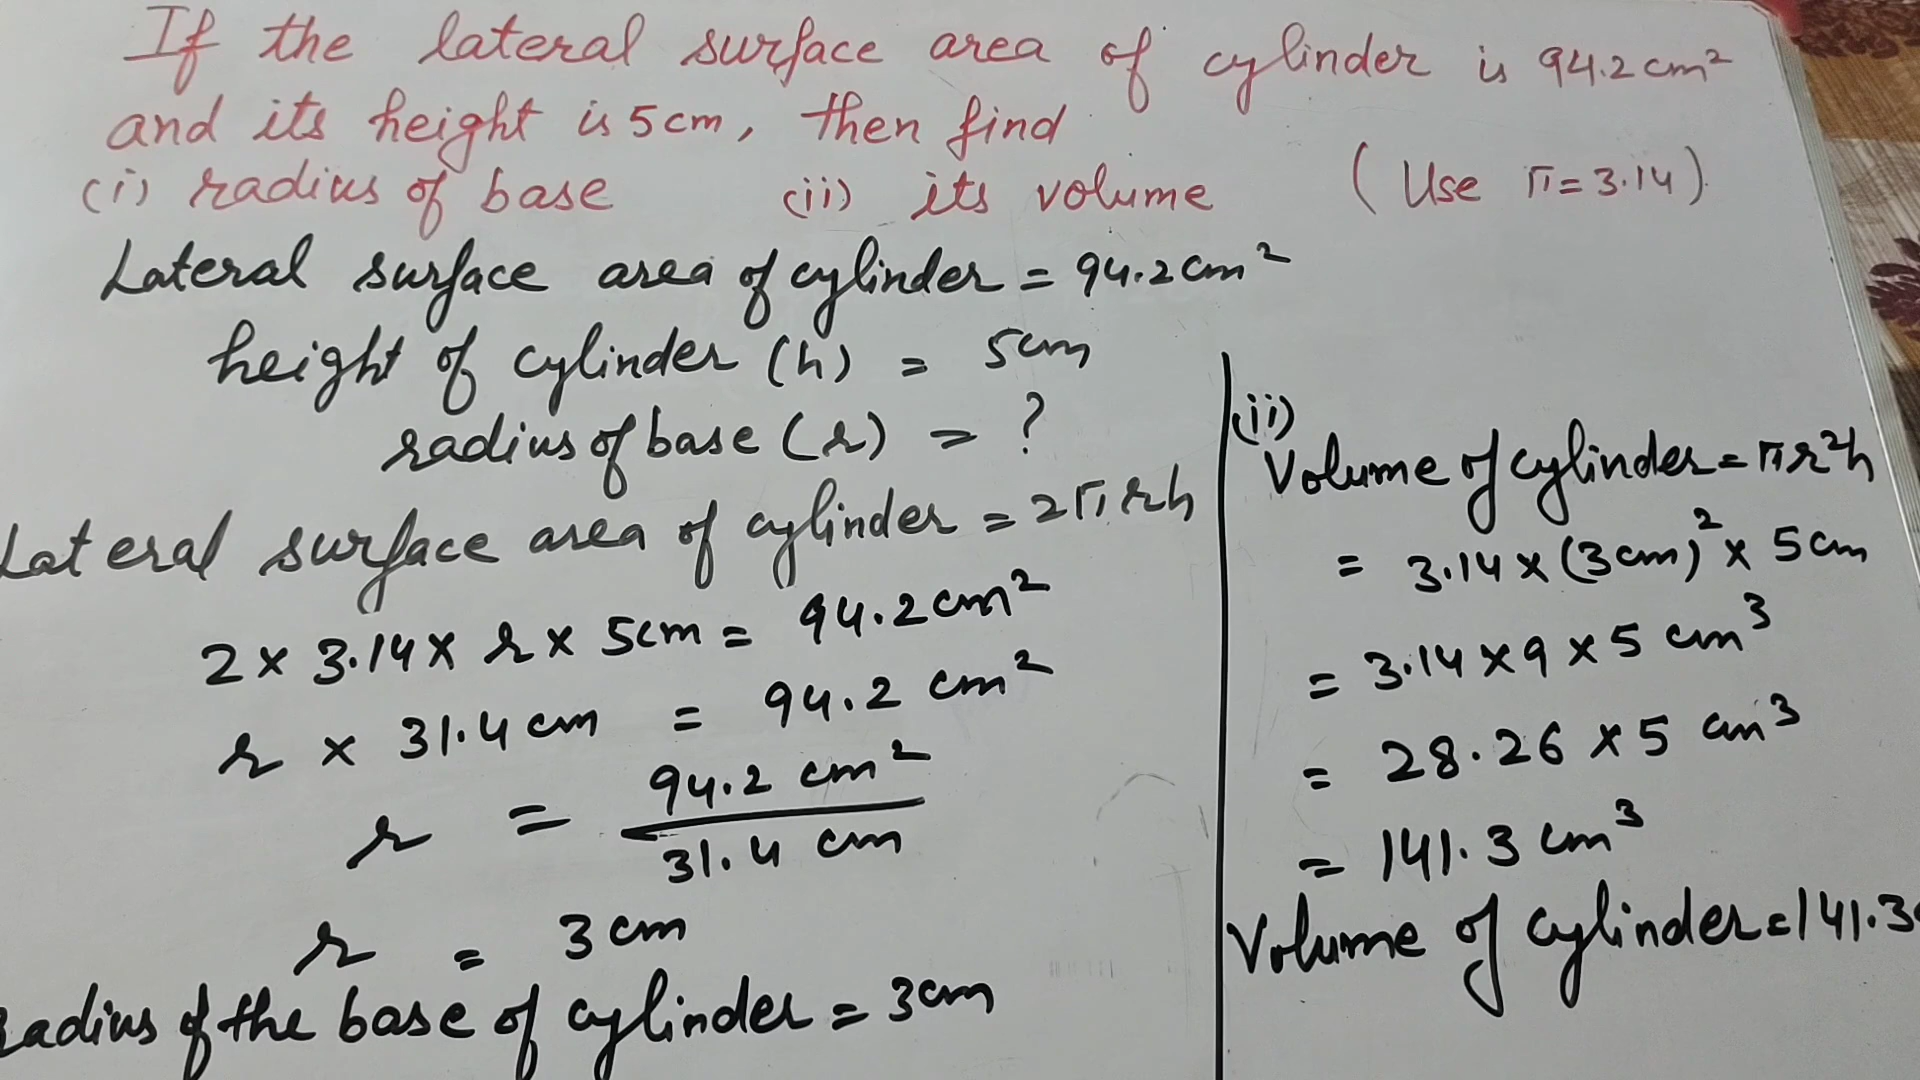 If the lateral surface area of cylinder is 94.2 cm²
and its height is 5cm, then find
(i) radius of base (ii) its volume (Use π=3.14).
Lateral surface area of cylinder = 94.2 cm²
height of cylinder (h) = 5cm
radius of base (r) = ?
Lateral surface area of cylinder = 2πrh
2 × 3.14 × r × 5cm = 94.2 cm²
r × 31.4 cm = 94.2 cm²
r = 94.2 cm² / 31.4 cm
r = 3 cm
radius of the base of cylinder = 3cm
(ii)
Volume of cylinder = πr²h
= 3.14 × (3cm)² × 5cm
= 3.14 × 9 × 5 cm³
= 28.26 × 5 cm³
= 141.3 cm³
Volume of cylinder = 141.3